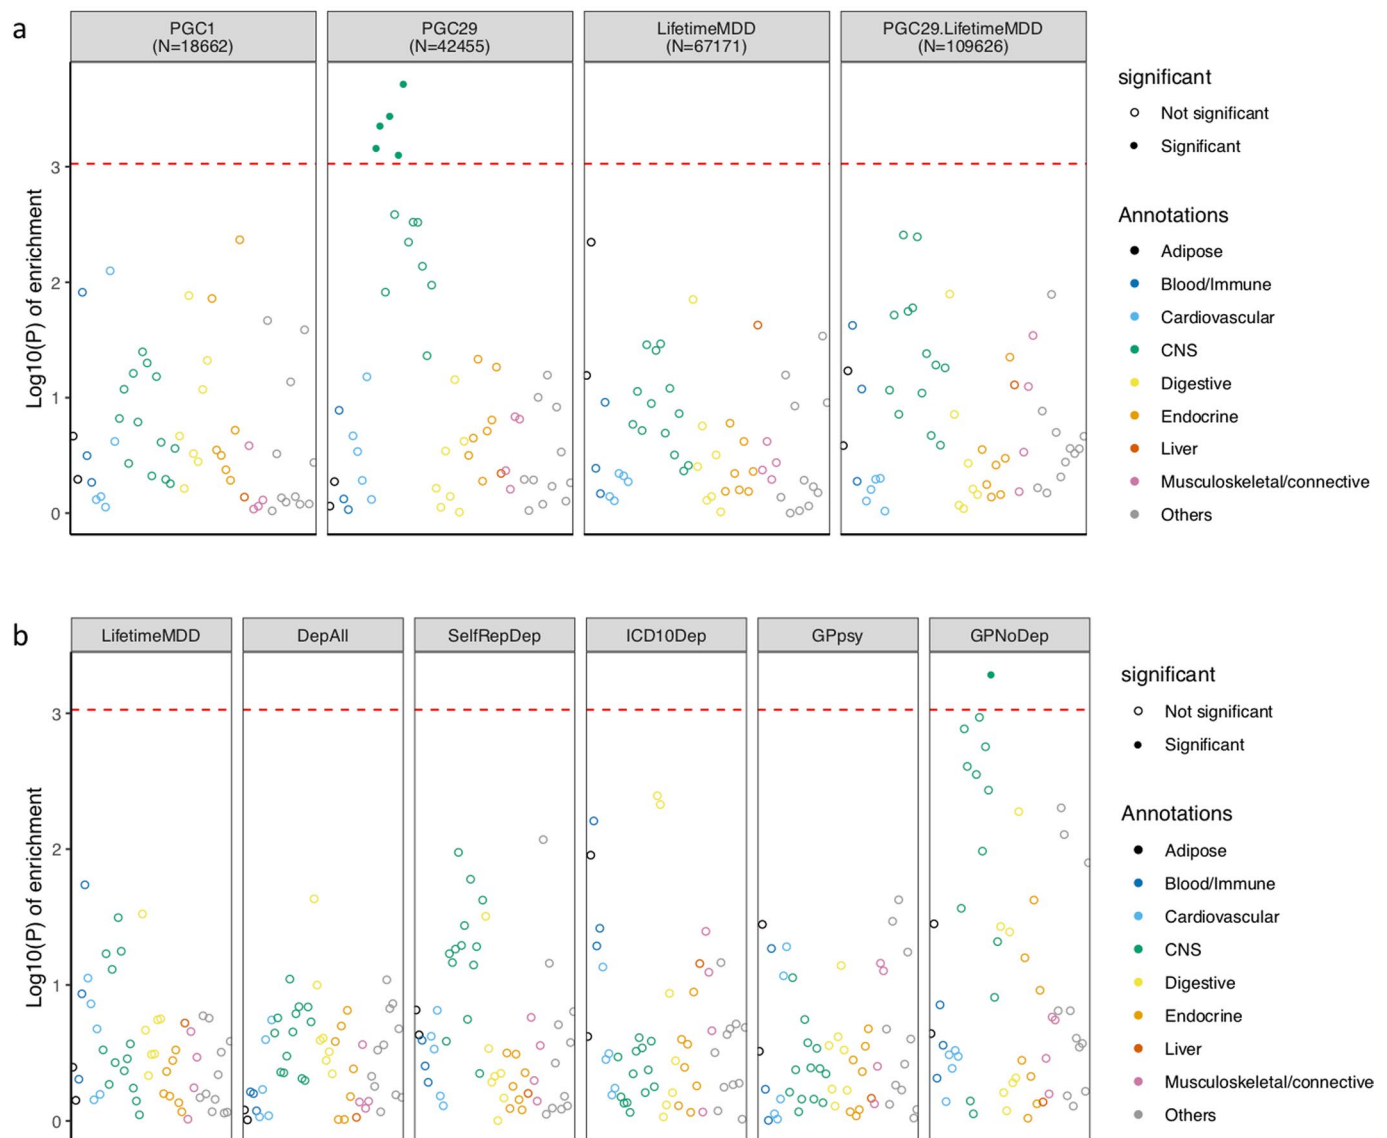 a
PGC1
(N=18662)
PGC29
(N=42455)
LifetimeMDD
(N=67171)
PGC29.LifetimeMDD
(N=109626)
Log10(P) of enrichment
3
2
1
0
significant
Not significant
Significant
Annotations
Adipose
Blood/Immune
Cardiovascular
CNS
Digestive
Endocrine
Liver
Musculoskeletal/connective
Others
b
LifetimeMDD
DepAll
SelfRepDep
ICD10Dep
GPpsy
GPNoDep
Log10(P) of enrichment
3
2
1
0
significant
Not significant
Significant
Annotations
Adipose
Blood/Immune
Cardiovascular
CNS
Digestive
Endocrine
Liver
Musculoskeletal/connective
Others